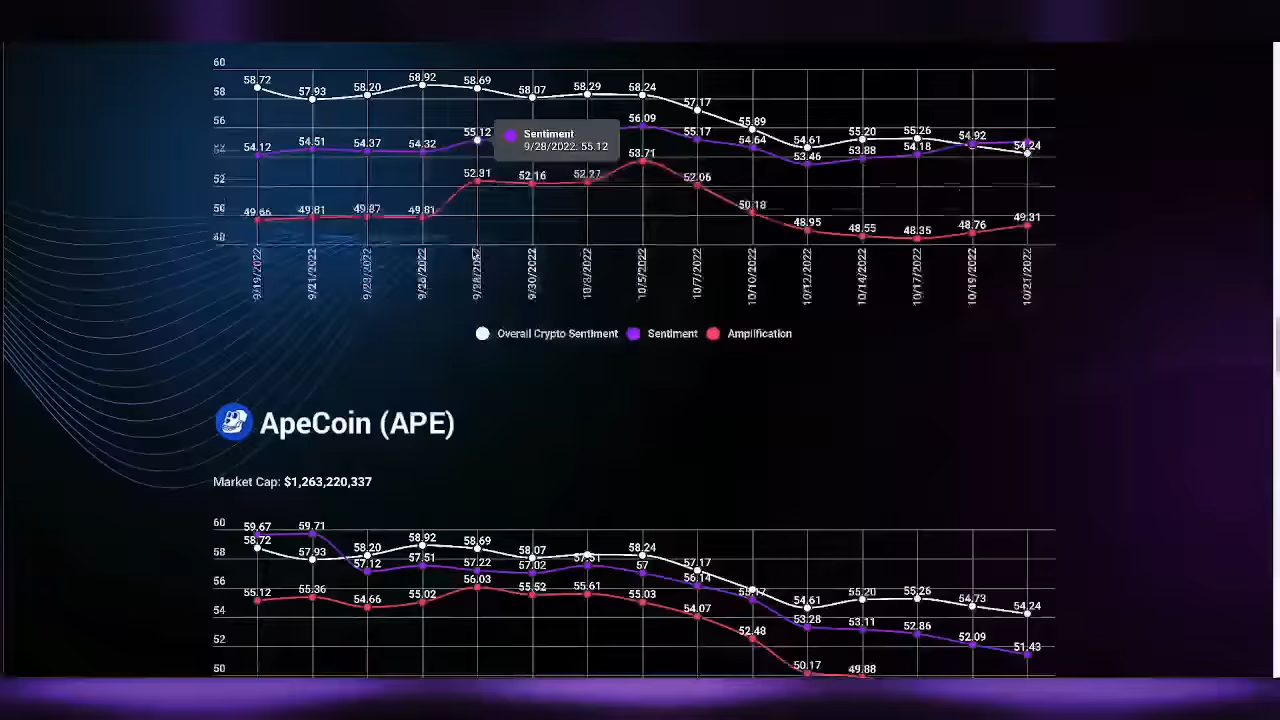 60
58.72 57.93 58.20 58.92 58.69 58.07 58.29 58.24 57.17 55.89 54.61 55.20 55.26 54.92 54.24
58
56
54.12 54.51 54.37 54.32 55.12 56.09 55.17 54.64 53.46 53.88 54.18
Sentiment
9/28/2022: 55.12
54
52
49.66 49.81 49.87 49.81 52.31 52.16 52.27 53.71 52.06 50.18 48.95 48.55 48.35 48.76 49.31
50
48
9/19/2022 9/21/2022 9/23/2022 9/28/2022 9/30/2022 10/3/2022 10/5/2022 10/7/2022 10/10/2022 10/12/2022 10/14/2022 10/17/2022 10/19/2022 10/21/2022
Overall Crypto Sentiment Sentiment Amplification
ApeCoin (APE)
Market Cap: $1,263,220,337
60
59.67 59.71
58.72 57.93 58.20 58.92 58.69 58.07 58.24 57.17 54.61 55.20 55.26 54.73 54.24
58
57.12 57.51 57.22 57.02 57.51 57 56.14 53.28 53.11 52.86 52.09 51.43
56
55.12 55.36 54.66 55.02 56.03 55.52 55.61 55.03 54.07 52.48 50.17 49.88
54
52
50